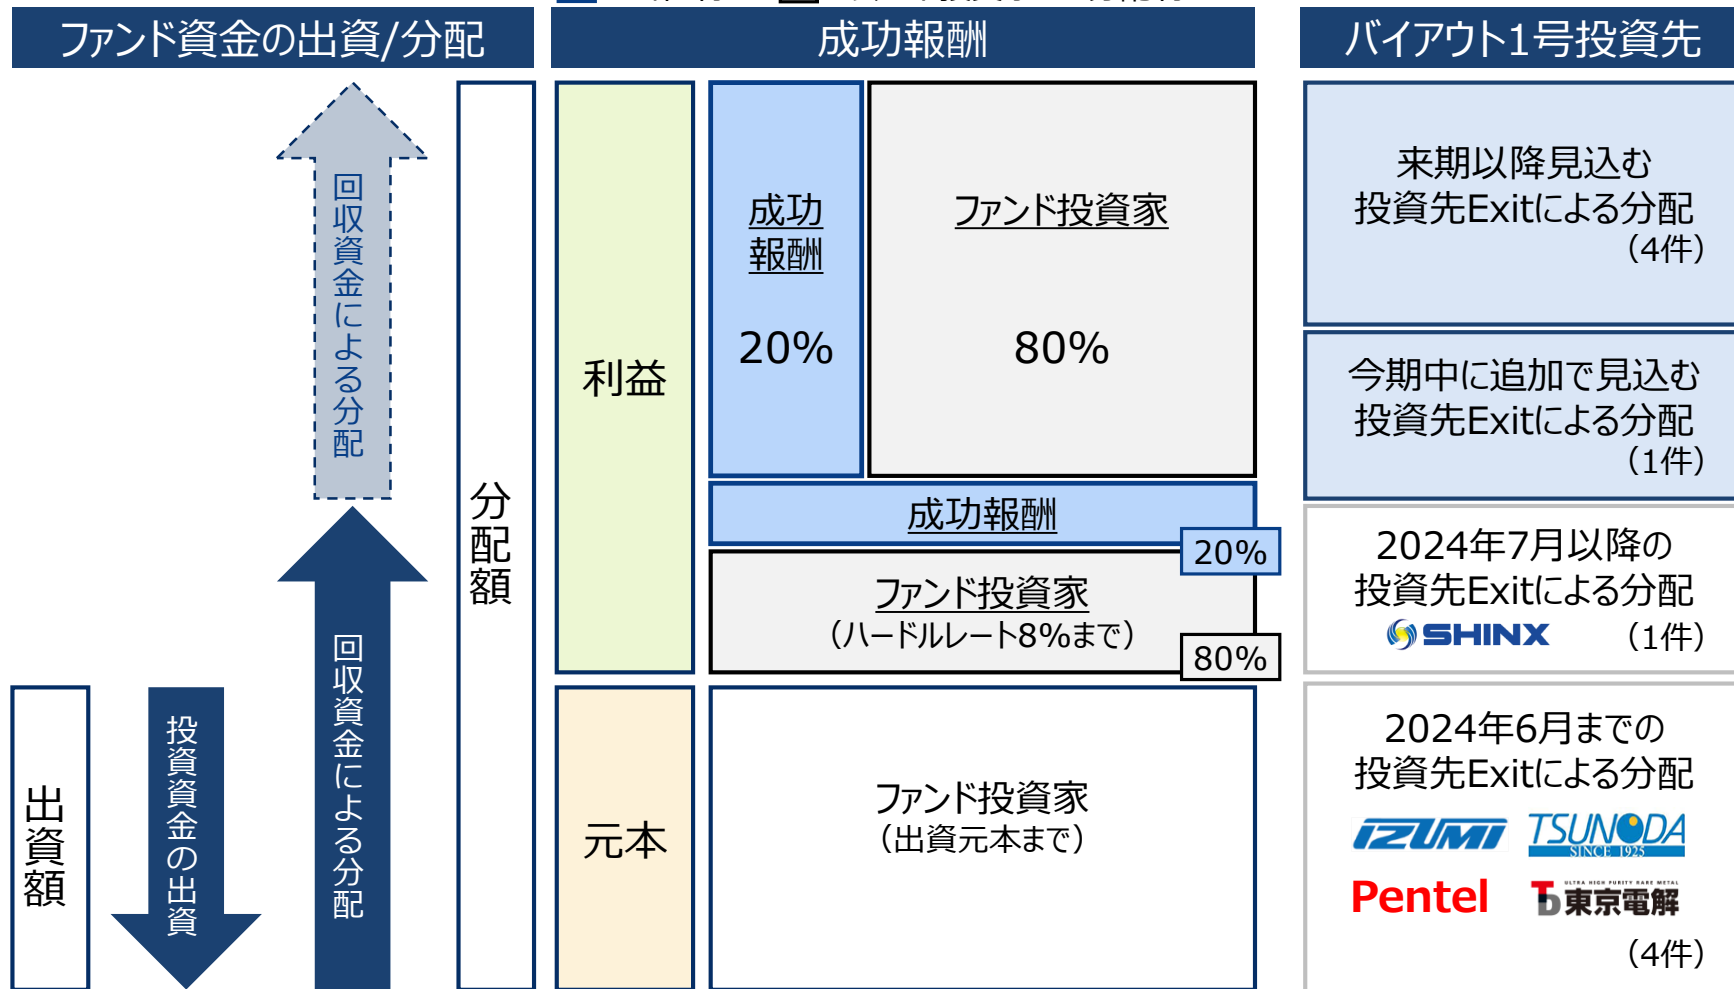 ファンド資金の出資/分配
成功報酬
バイアウト1号投資先
出資額
投資資金の出資
回収資金による分配
回収資金による分配
分配額
利益
元本
成功
報酬
20%
ファンド投資家
80%
成功報酬
20%
ファンド投資家
（ハードルレート8%まで）
80%
ファンド投資家
（出資元本まで）
来期以降見込む
投資先Exitによる分配
（4件）
今期中に追加で見込む
投資先Exitによる分配
（1件）
2024年7月以降の
投資先Exitによる分配
SHINX
（1件）
2024年6月までの
投資先Exitによる分配
IZUMI
TSUNODA
SINCE 1925
Pentel
ULTRA HIGH PURITY RARE METAL
東京電解
（4件）